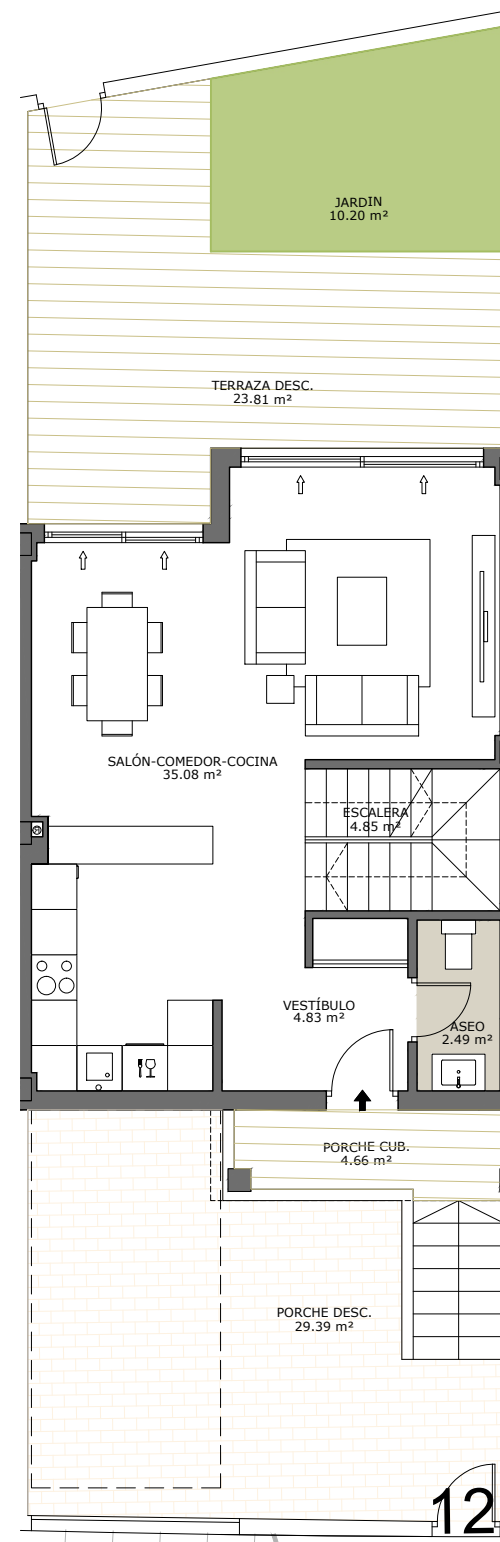 JARDIN
10.20 m²
TERRAZA DESC.
23.81 m²
SALÓN-COMEDOR-COCINA
35.08 m²
ESCALERA
4.85 m²
VESTÍBULO
4.83 m²
ASEO
2.49 m²
PORCHE CUB.
4.66 m²
PORCHE DESC.
29.39 m²
12